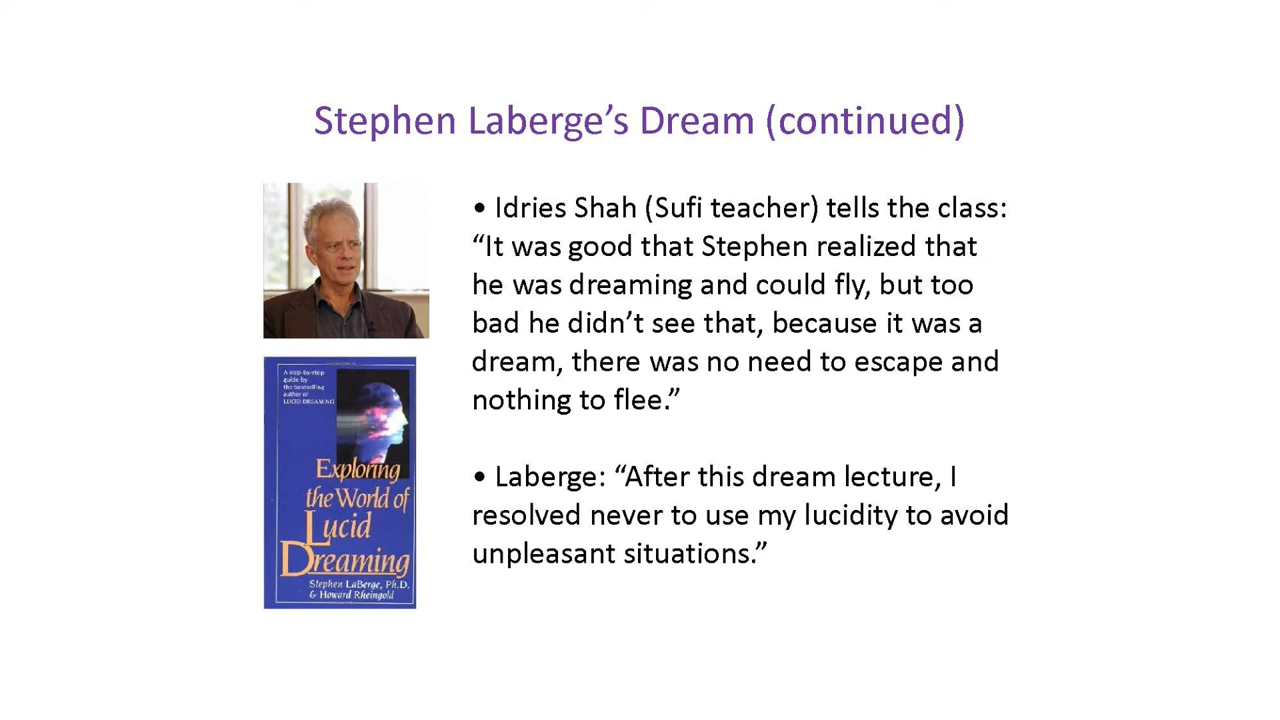 Stephen Laberge’s Dream (continued)
• Idries Shah (Sufi teacher) tells the class:
“It was good that Stephen realized that
he was dreaming and could fly, but too
bad he didn’t see that, because it was a
dream, there was no need to escape and
nothing to flee.”
• Laberge: “After this dream lecture, I
resolved never to use my lucidity to avoid
unpleasant situations.”
A step-by-step
guide by
the bestselling
author of
LUCID DREAMING
Exploring
the World of
Lucid
Dreaming
Stephen LaBerge, Ph.D.
& Howard Rheingold